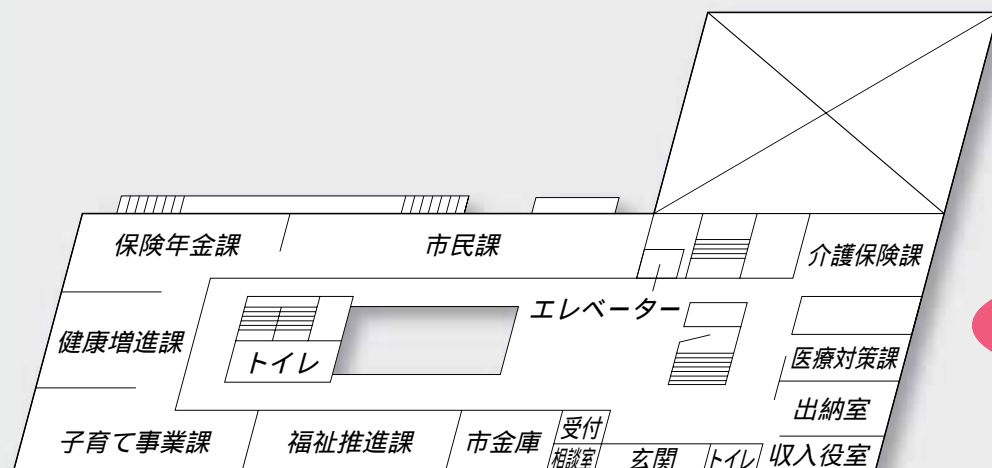 保険年金課
市民課
介護保険課
エレベーター
健康増進課
トイレ
医療対策課
出納室
子育て事業課
福祉推進課
市金庫
受付
相談室
玄関
トイレ
収入役室